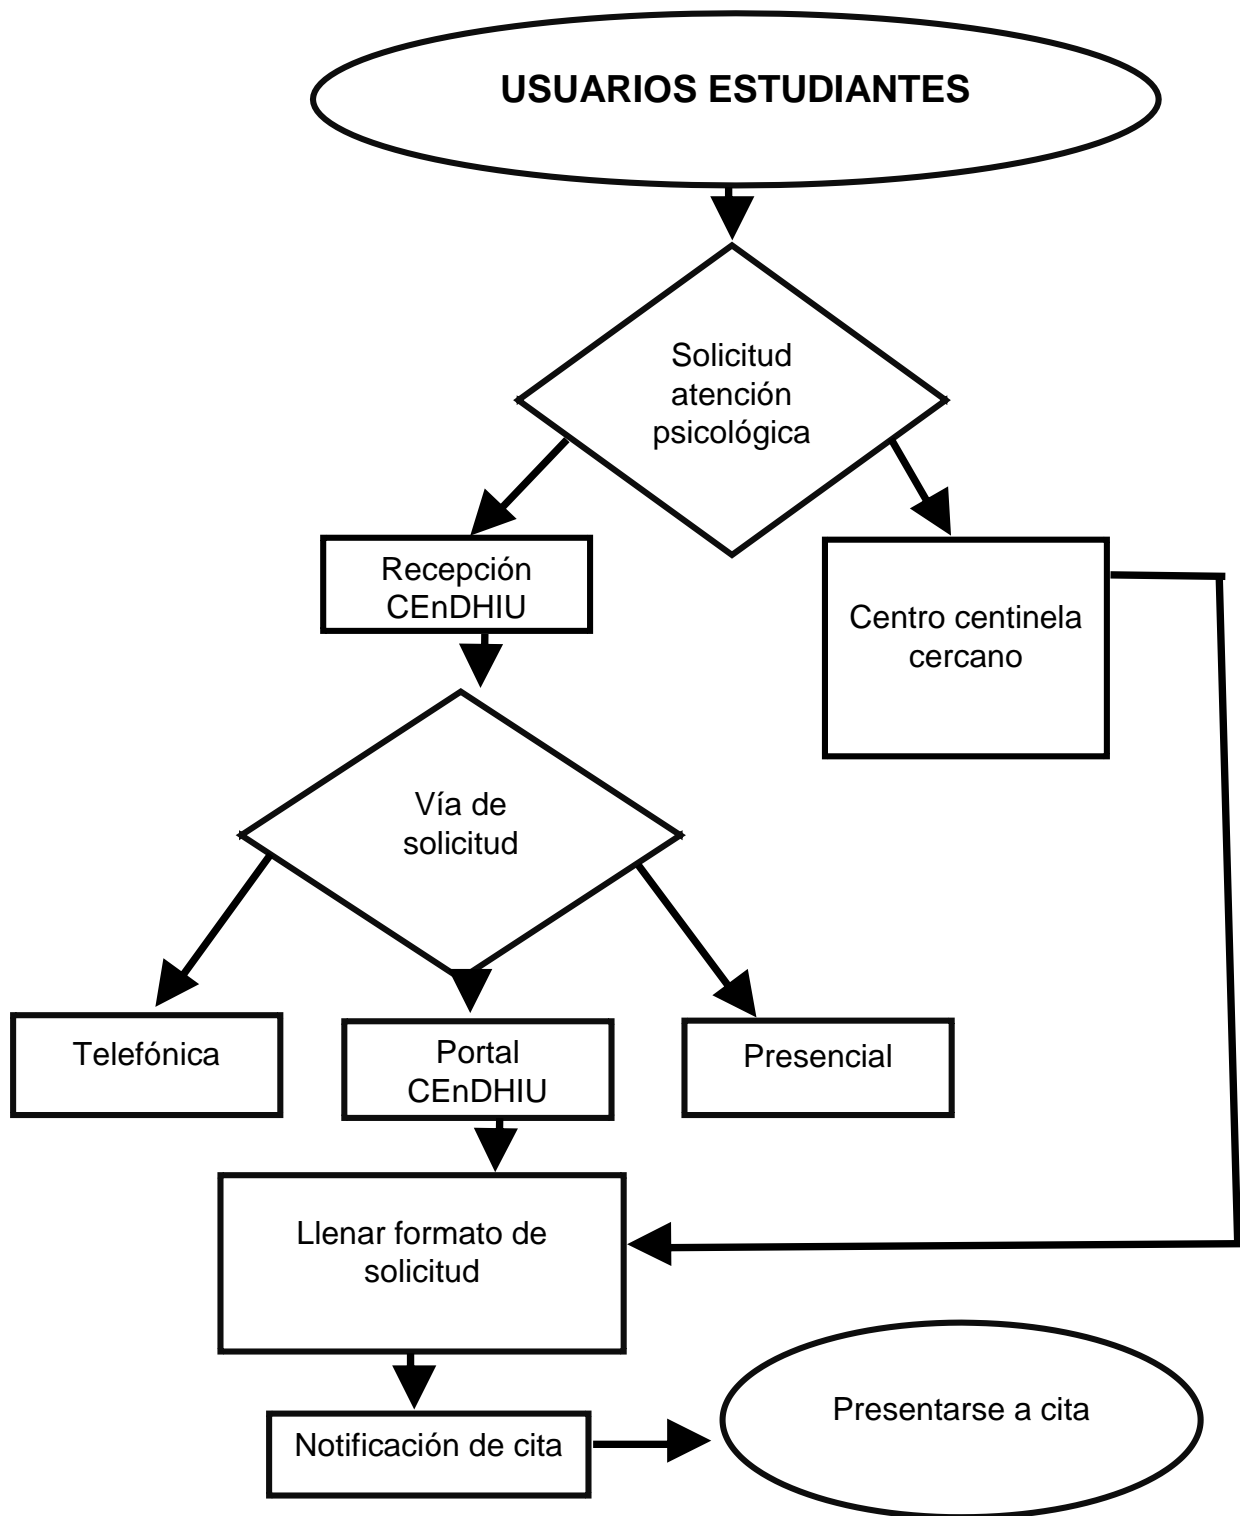 USUARIOS ESTUDIANTES
Solicitud
atención
psicológica
Recepción
CEnDHIU
Centro centinela
cercano
Vía de
solicitud
Telefónica
Portal
CEnDHIU
Presencial
Llenar formato de
solicitud
Notificación de cita
Presentarse a cita